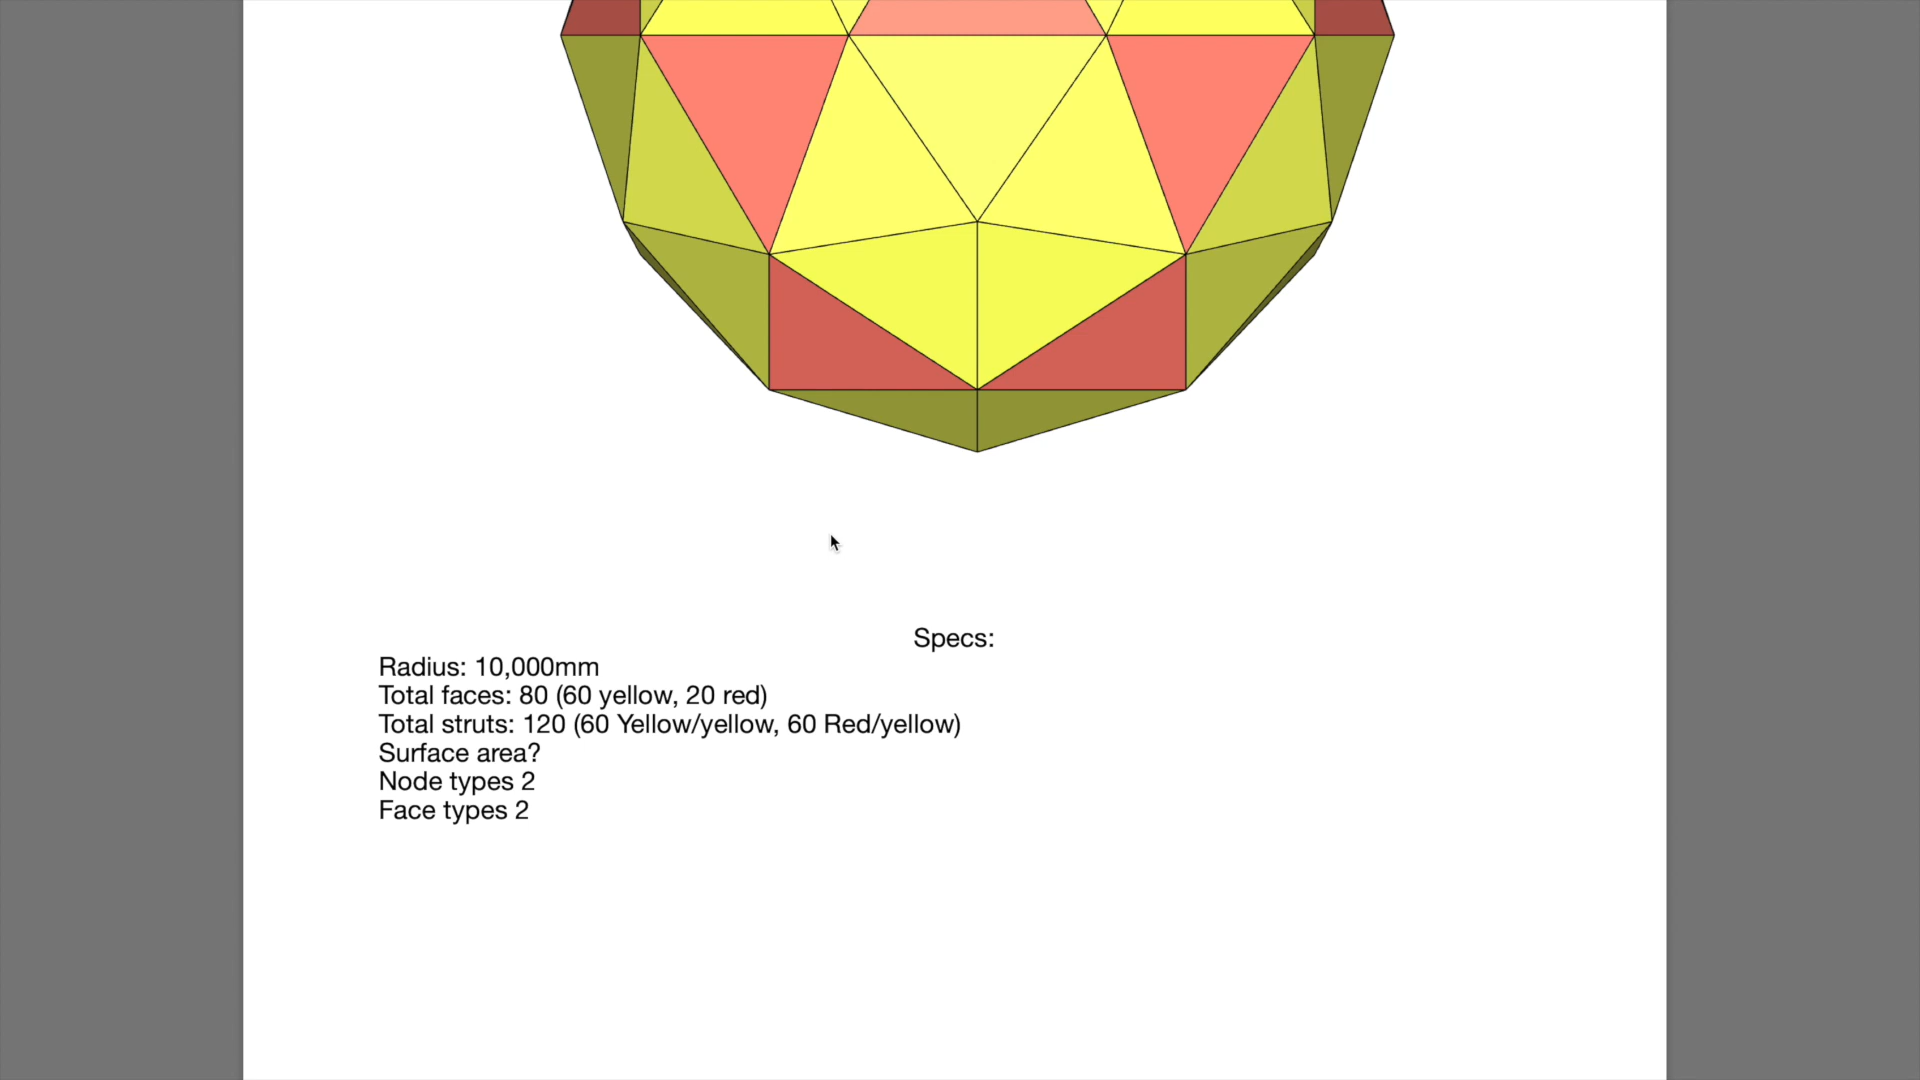 Specs:
Radius: 10,000mm
Total faces: 80 (60 yellow, 20 red)
Total struts: 120 (60 Yellow/yellow, 60 Red/yellow)
Surface area?
Node types 2
Face types 2